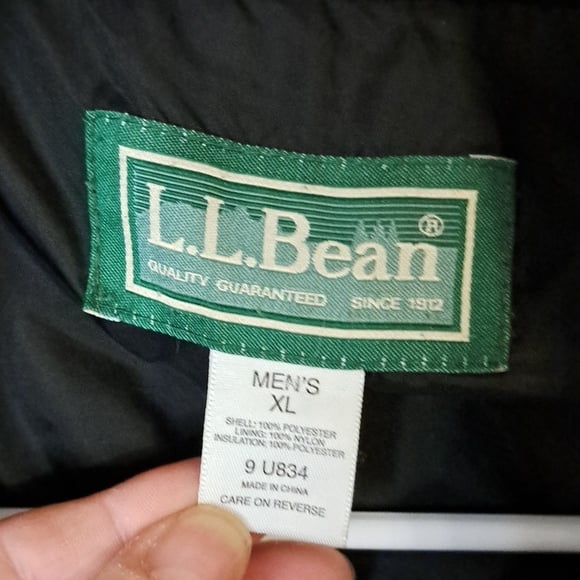 L.L.Bean®
QUALITY GUARANTEED SINCE 1912
MEN'S
XL
SHELL: 100% POLYESTER
LINING: 100% NYLON
INSULATION: 100% POLYESTER
9 U834
MADE IN CHINA
CARE ON REVERSE